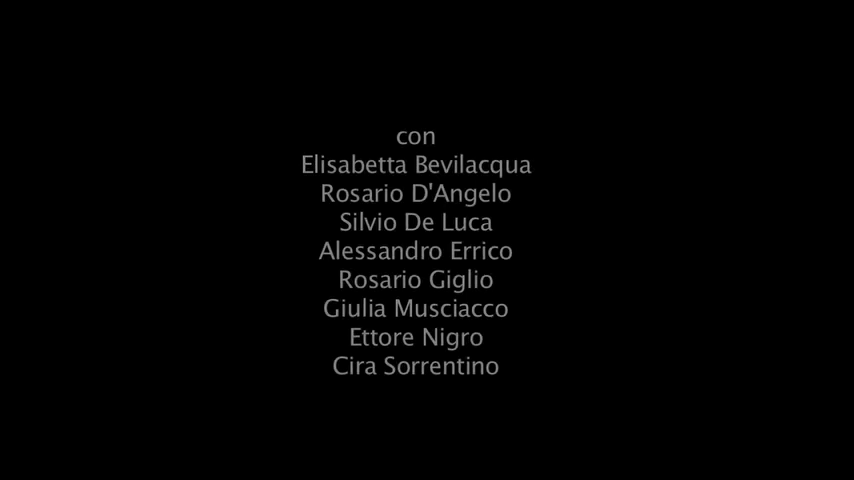 con
Elisabetta Bevilacqua
Rosario D'Angelo
Silvio De Luca
Alessandro Errico
Rosario Giglio
Giulia Musciacco
Ettore Nigro
Cira Sorrentino